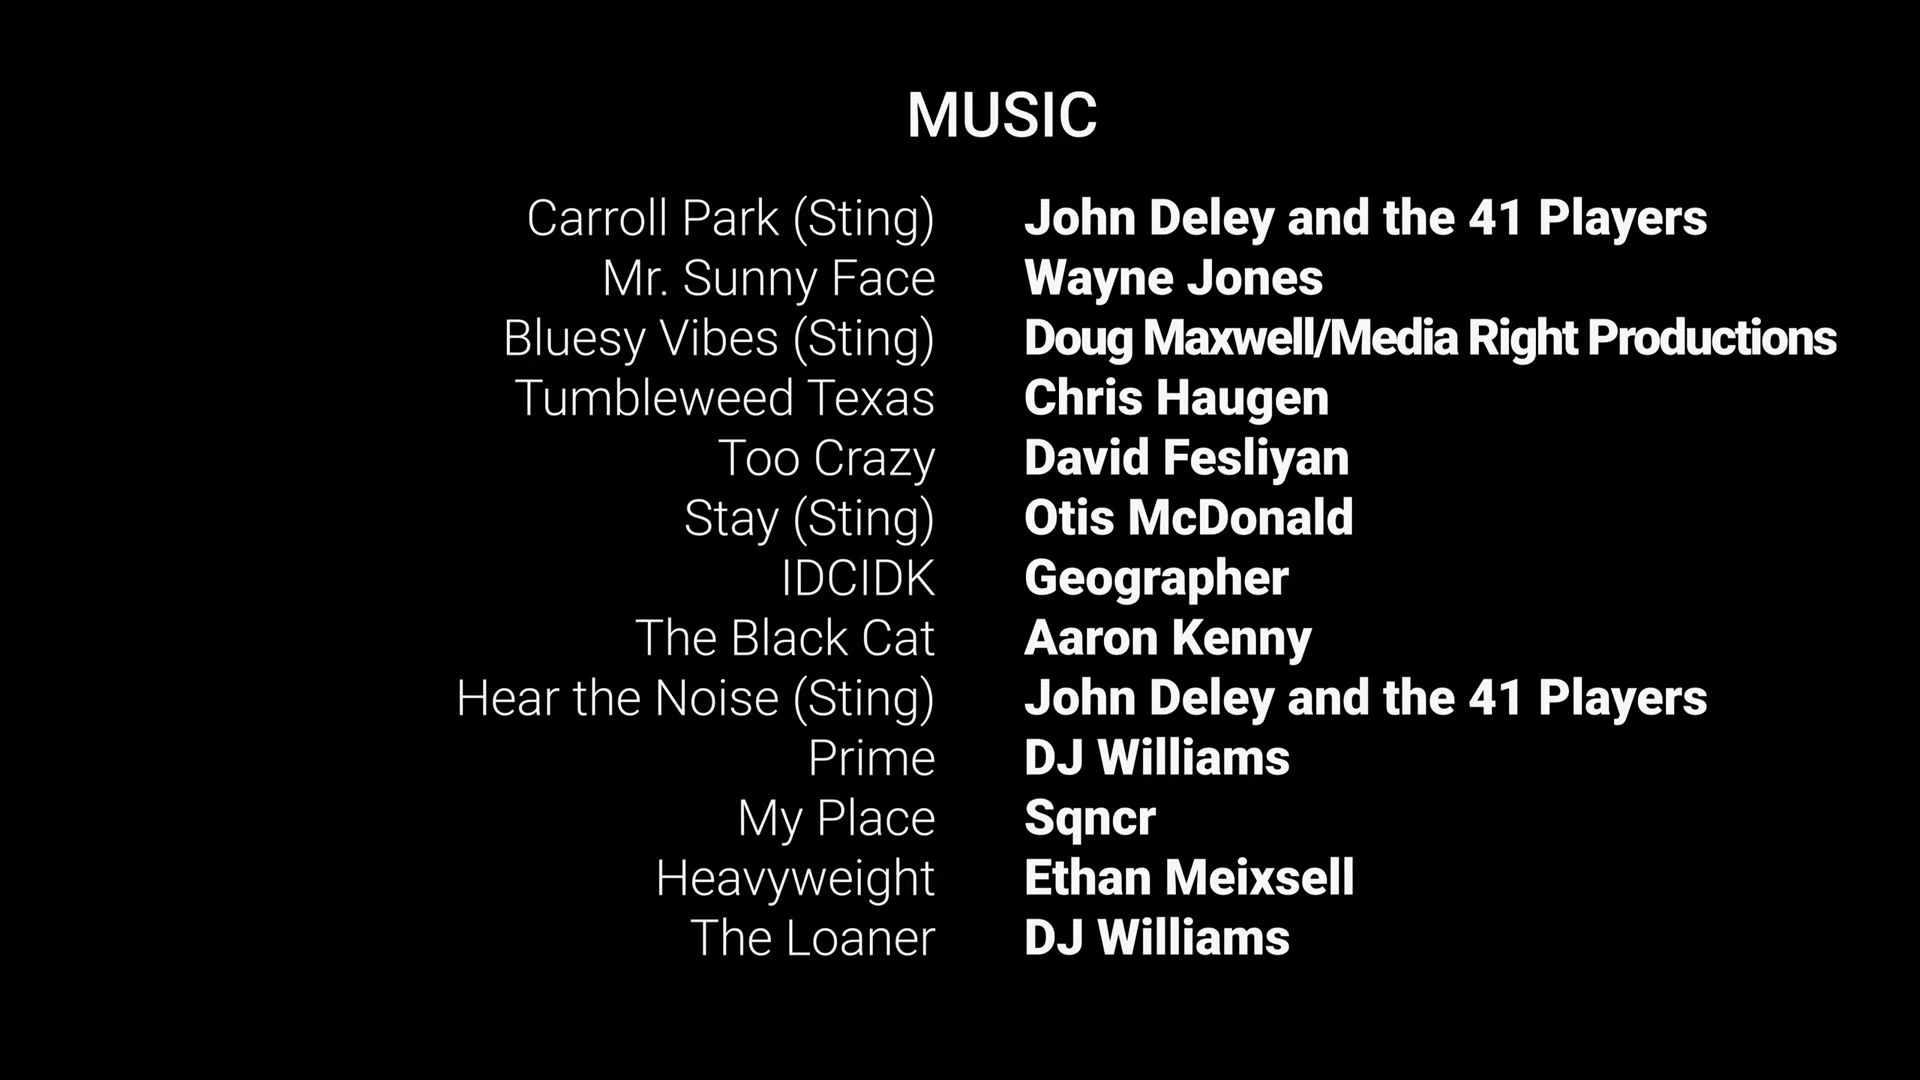 MUSIC
Carroll Park (Sting) John Deley and the 41 Players
Mr. Sunny Face Wayne Jones
Bluesy Vibes (Sting) Doug Maxwell/Media Right Productions
Tumbleweed Texas Chris Haugen
Too Crazy David Fesliyan
Stay (Sting) Otis McDonald
IDCIDK Geographer
The Black Cat Aaron Kenny
Hear the Noise (Sting) John Deley and the 41 Players
Prime DJ Williams
My Place Sqncr
Heavyweight Ethan Meixsell
The Loaner DJ Williams